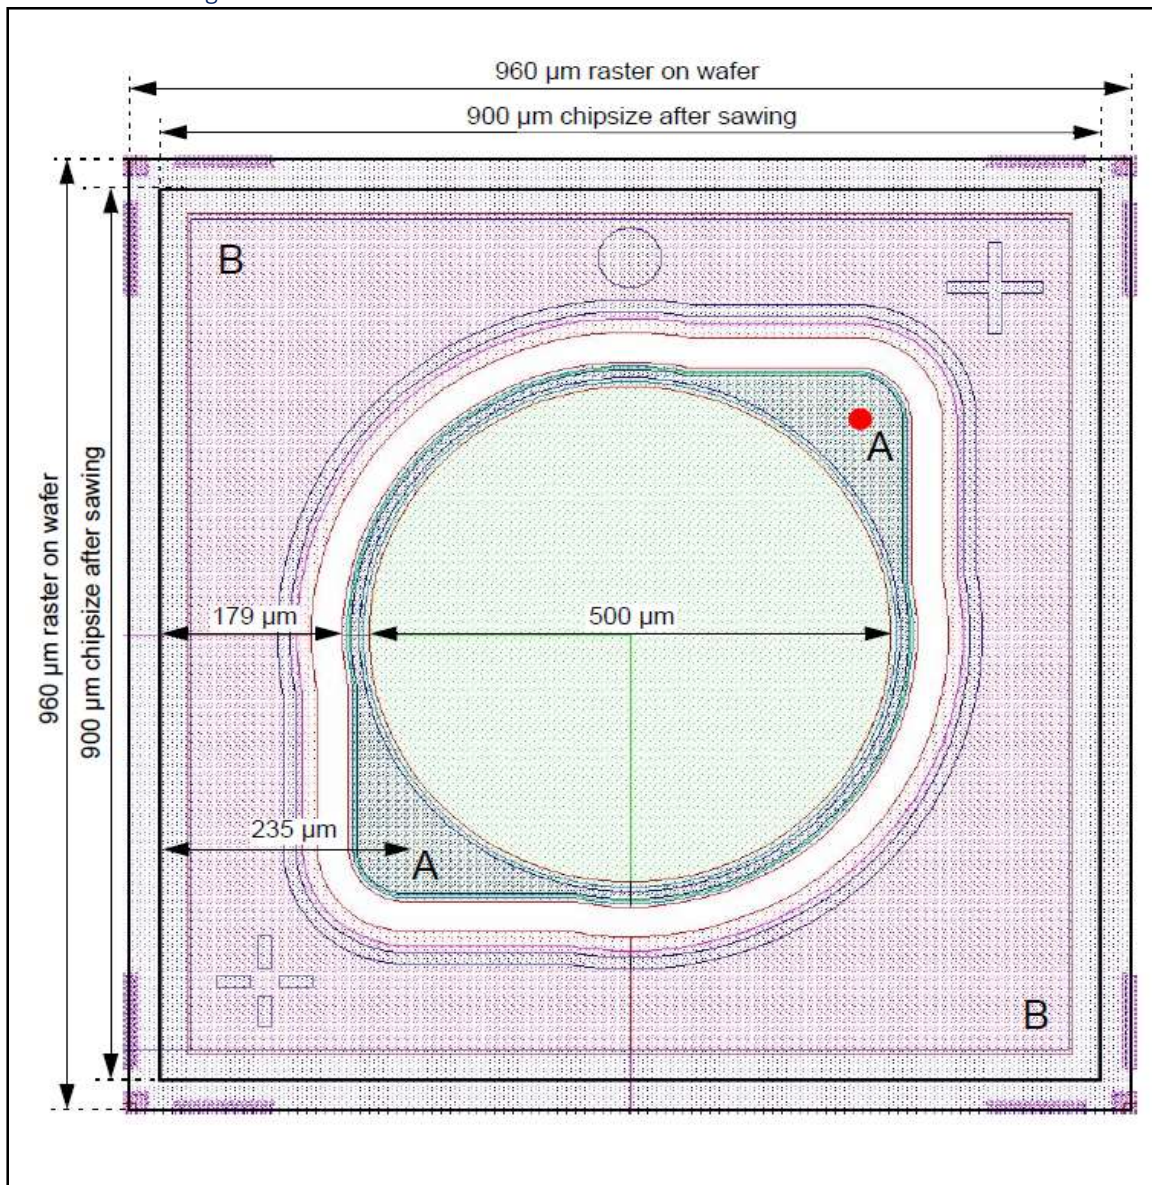 960 µm raster on wafer
900 µm chipsize after sawing
B
A
960 µm raster on wafer
900 µm chipsize after sawing
179 µm
500 µm
235 µm
A
B